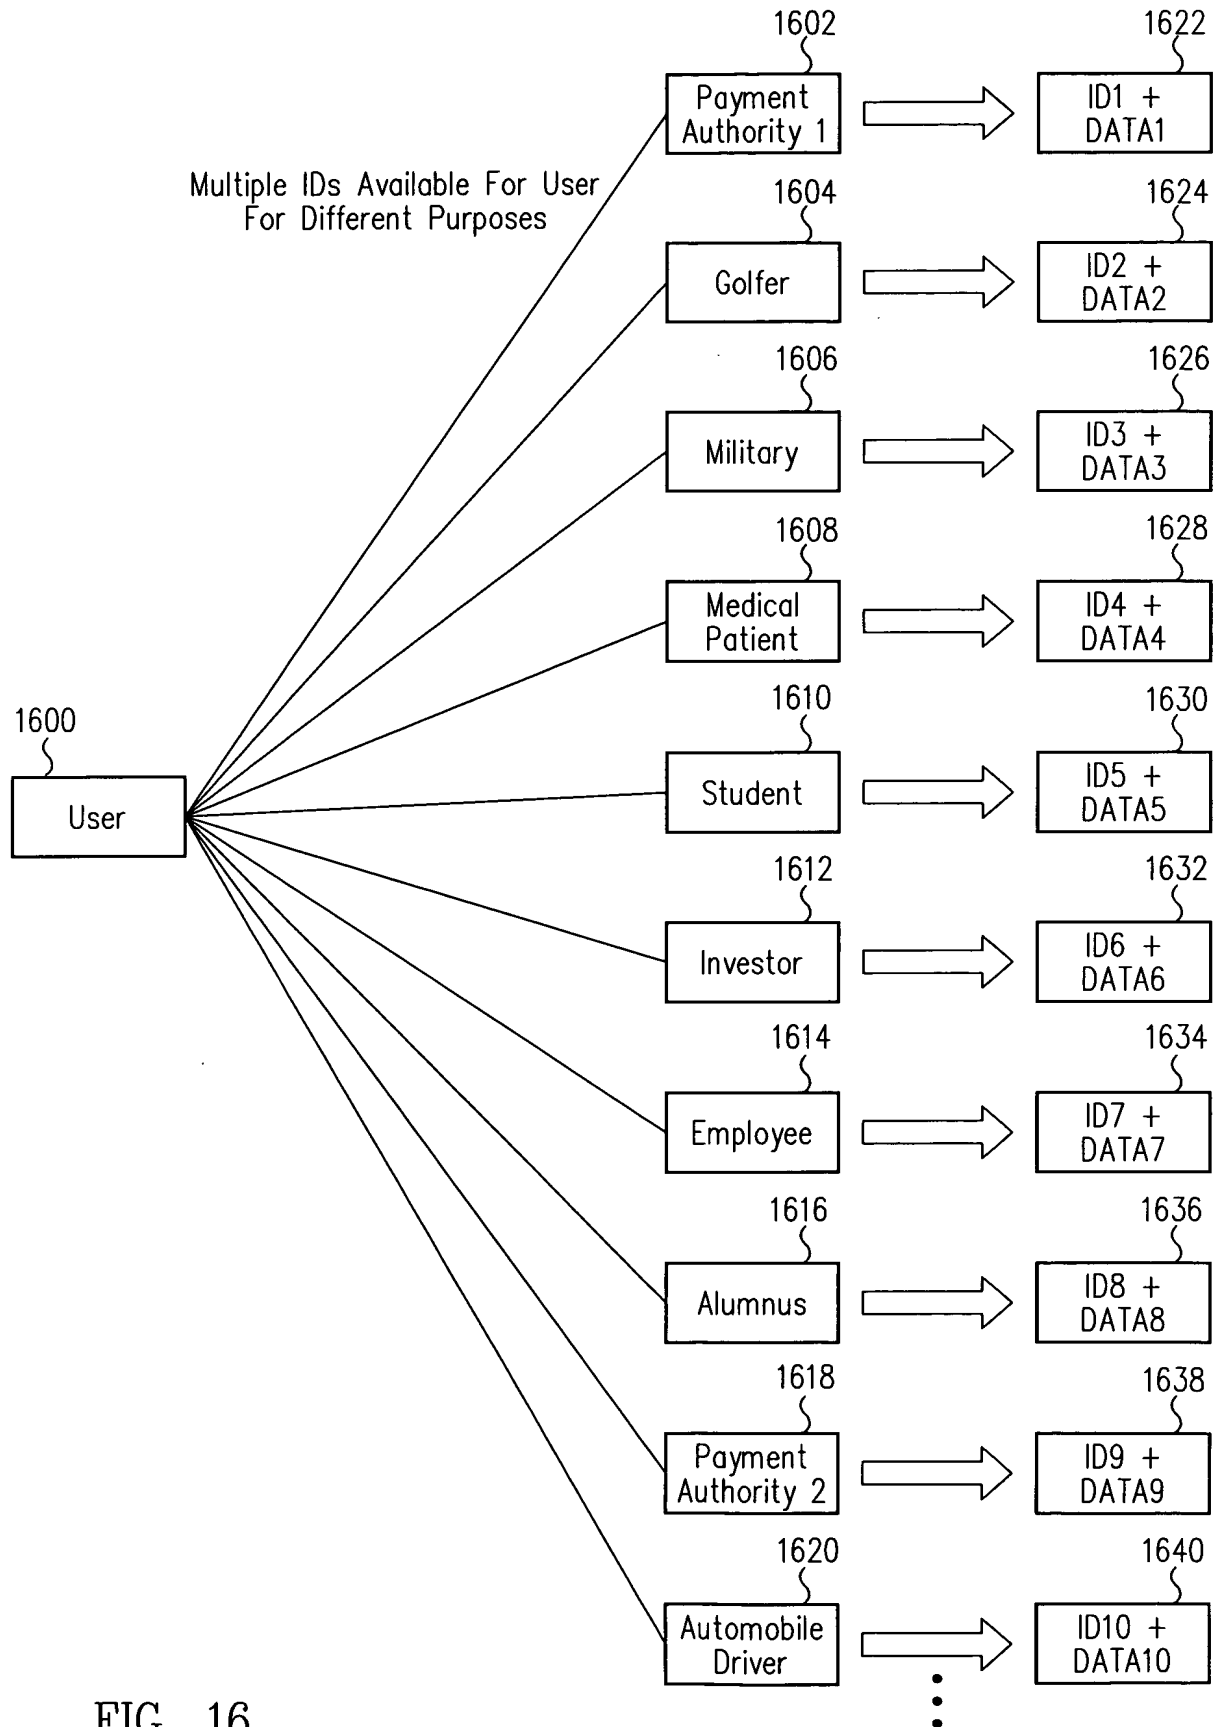 1602
1622
Payment
Authority 1
ID1 +
DATA1
Multiple IDs Available For User
For Different Purposes
1604
1624
Golfer
ID2 +
DATA2
1606
1626
Military
ID3 +
DATA3
1608
1628
Medical
Patient
ID4 +
DATA4
1600
User
1610
1630
Student
ID5 +
DATA5
1612
1632
Investor
ID6 +
DATA6
1614
1634
Employee
ID7 +
DATA7
1616
1636
Alumnus
ID8 +
DATA8
1618
1638
Payment
Authority 2
ID9 +
DATA9
1620
1640
Automobile
Driver
ID10 +
DATA10
FIG. 16